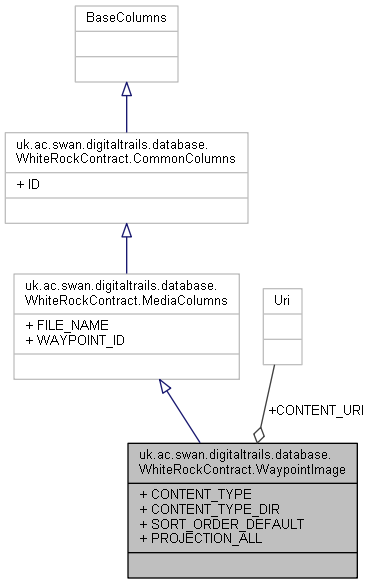 BaseColumns
uk.ac.swan.digitaltrails.database.
WhiteRockContract.CommonColumns
+ ID
uk.ac.swan.digitaltrails.database.
WhiteRockContract.MediaColumns
+ FILE_NAME
+ WAYPOINT_ID
Uri
+CONTENT_URI
uk.ac.swan.digitaltrails.database.
WhiteRockContract.WaypointImage
+ CONTENT_TYPE
+ CONTENT_TYPE_DIR
+ SORT_ORDER_DEFAULT
+ PROJECTION_ALL